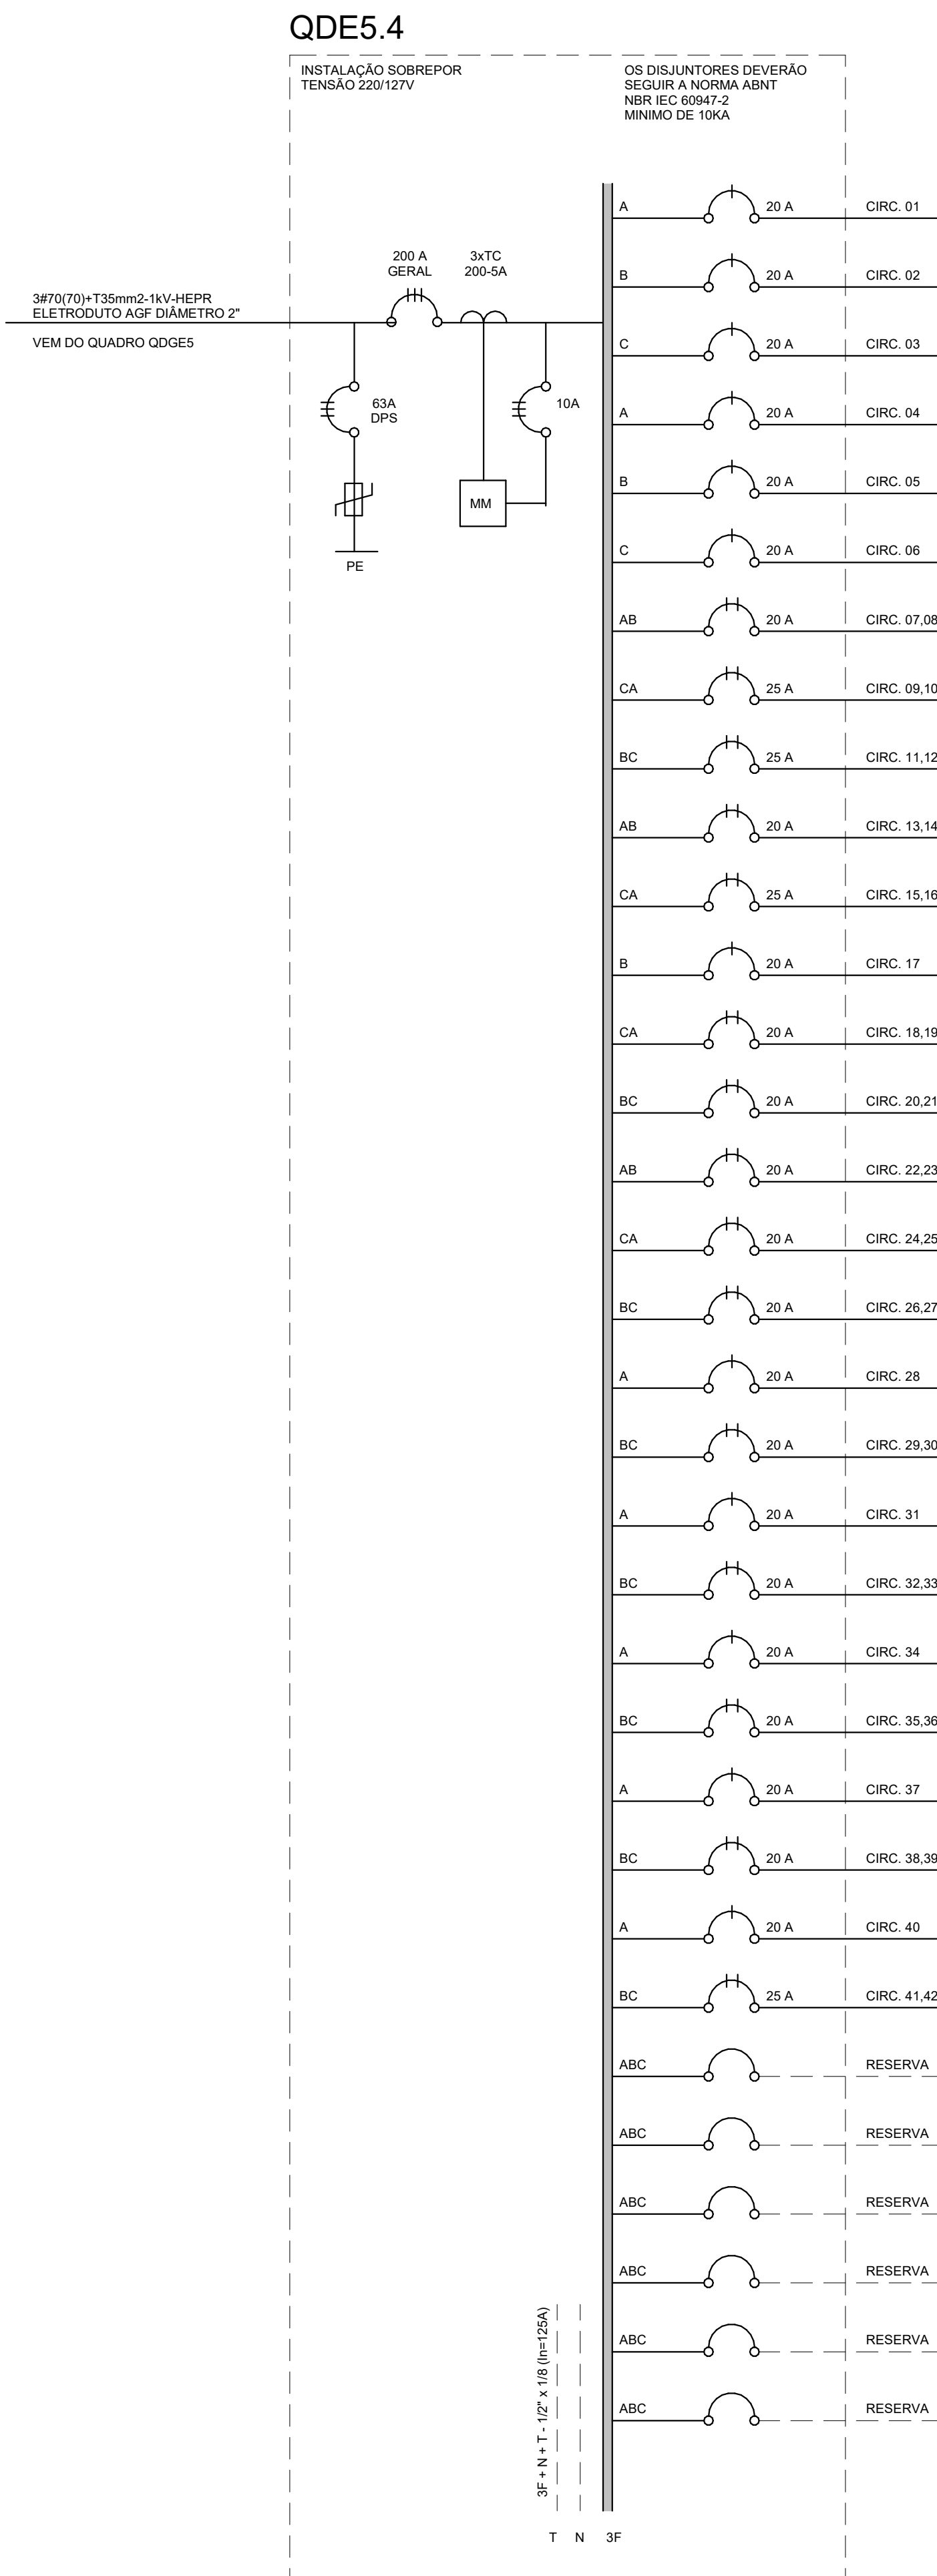 QDE5.4
INSTALAÇÃO SOBREPOR
TENSÃO 220/127V
OS DISJUNTORES DEVERÃO
SEGUIR A NORMA ABNT
NBR IEC 60947-2
MINIMO DE 10KA
3#70(70)+T35mm2-1kV-HEPR
ELETRODUTO AGF DIÂMETRO 2"
VEM DO QUADRO QDGE5
200 A
GERAL
3xTC
200-5A
63A
DPS
10A
MM
PE
A 20 A CIRC. 01
B 20 A CIRC. 02
C 20 A CIRC. 03
A 20 A CIRC. 04
B 20 A CIRC. 05
C 20 A CIRC. 06
AB 20 A CIRC. 07,08
CA 25 A CIRC. 09,10
BC 25 A CIRC. 11,12
AB 20 A CIRC. 13,14
CA 25 A CIRC. 15,16
B 20 A CIRC. 17
CA 20 A CIRC. 18,19
BC 20 A CIRC. 20,21
AB 20 A CIRC. 22,23
CA 20 A CIRC. 24,25
BC 20 A CIRC. 26,27
A 20 A CIRC. 28
BC 20 A CIRC. 29,30
A 20 A CIRC. 31
BC 20 A CIRC. 32,33
A 20 A CIRC. 34
BC 20 A CIRC. 35,36
A 20 A CIRC. 37
BC 20 A CIRC. 38,39
A 20 A CIRC. 40
BC 25 A CIRC. 41,42
ABC RESERVA
ABC RESERVA
ABC RESERVA
ABC RESERVA
ABC RESERVA
ABC RESERVA
3F + N + T - 1/2" x 1/8 (In=125A)
T N 3F